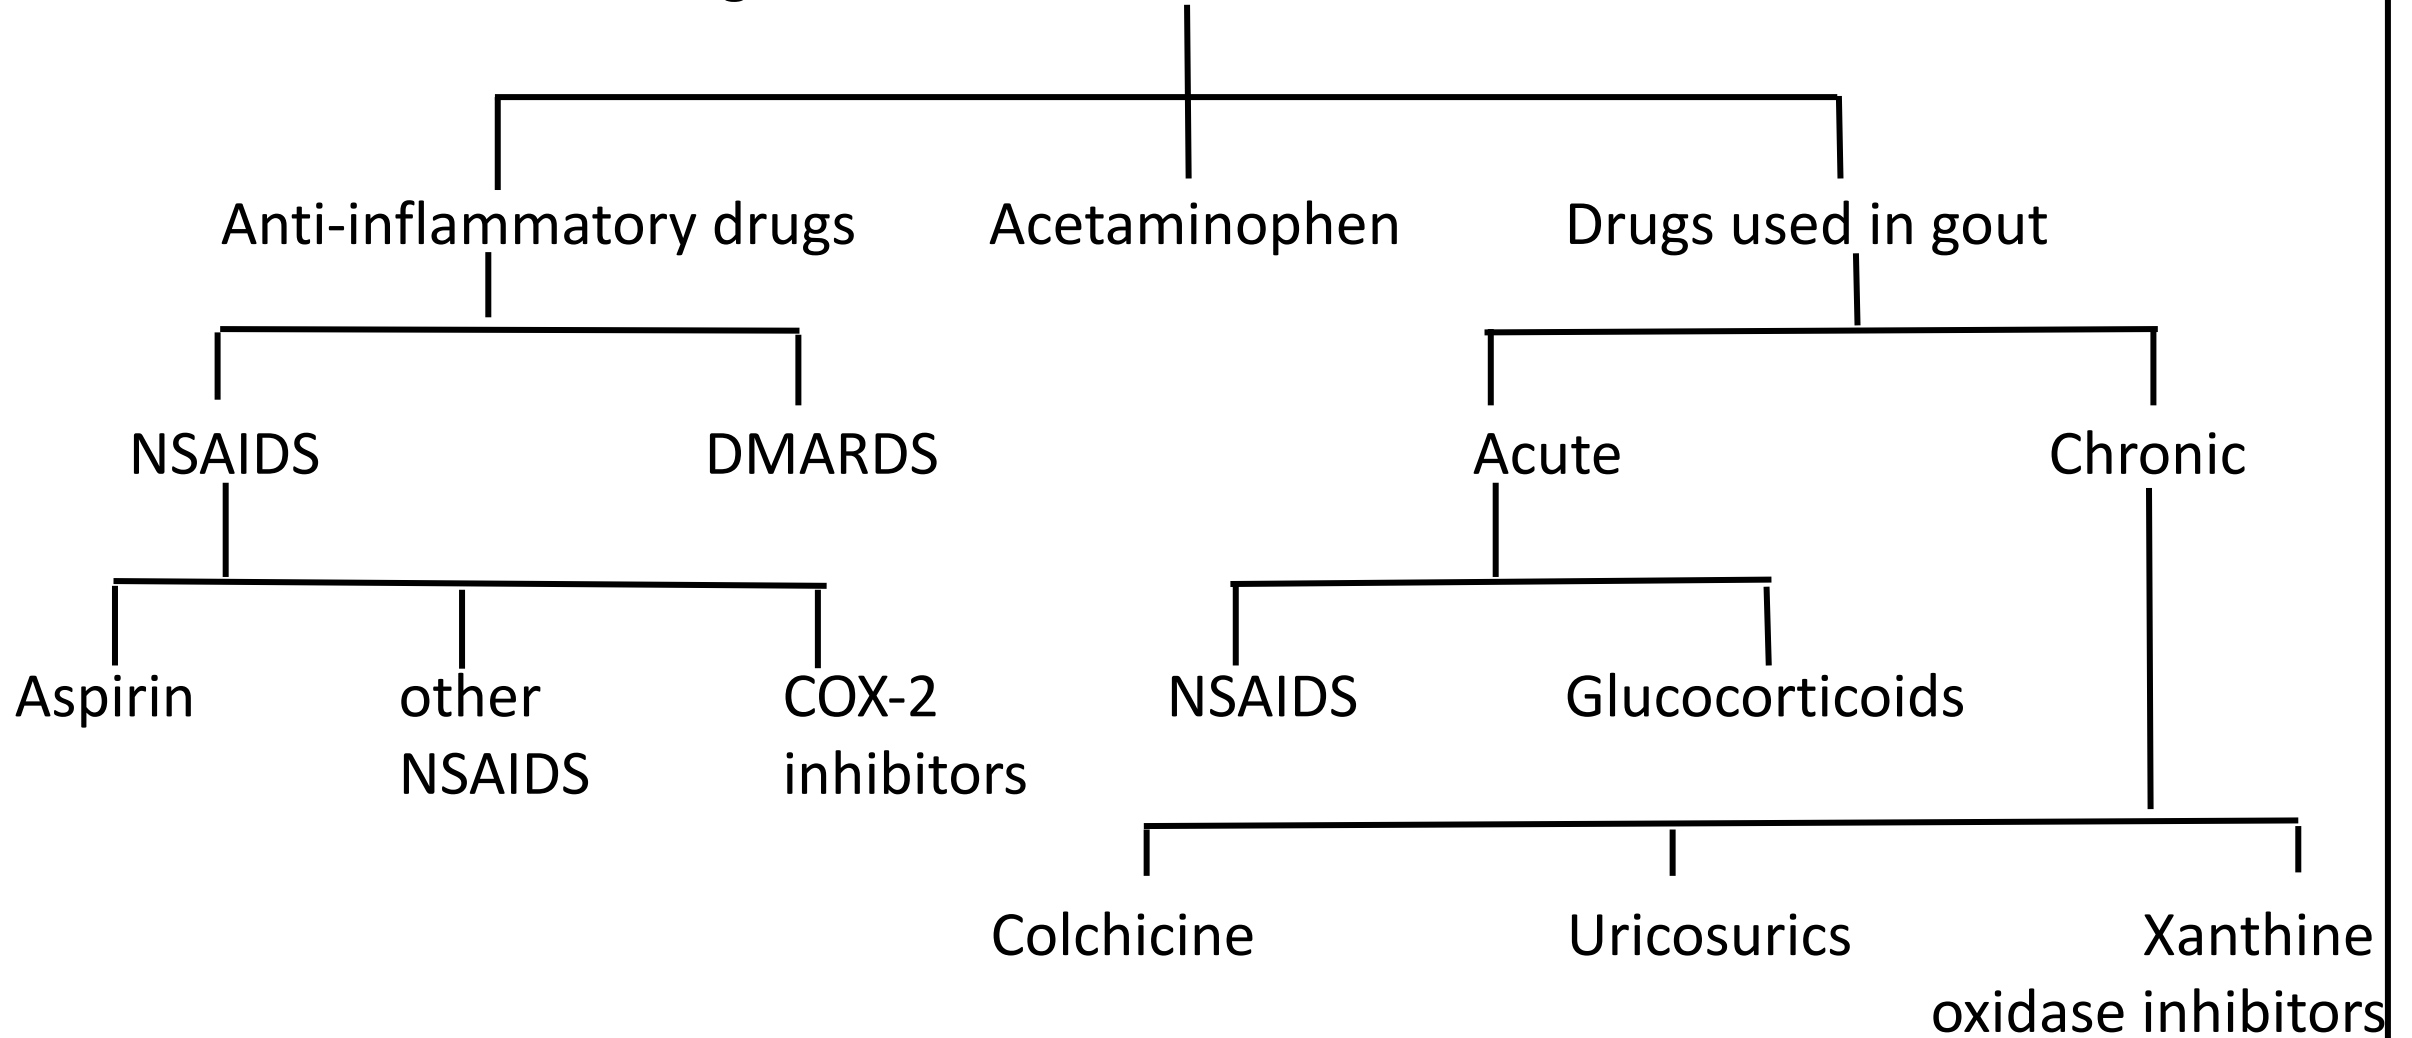 Anti-inflammatory drugs
Acetaminophen
Drugs used in gout
NSAIDS
DMARDS
Acute
Chronic
Aspirin
other
NSAIDS
COX-2
inhibitors
NSAIDS
Glucocorticoids
Colchicine
Uricosurics
Xanthine
oxidase inhibitors